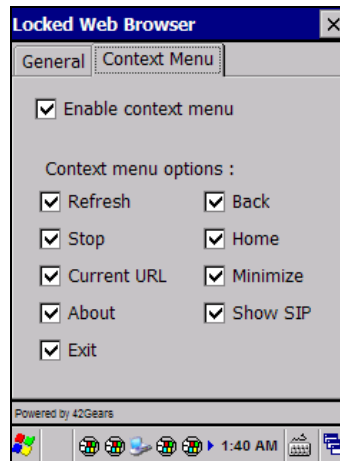 Locked Web Browser
General Context Menu
Enable context menu
Context menu options :
Refresh Back
Stop Home
Current URL Minimize
About Show SIP
Exit
Powered by 42Gears
1:40 AM